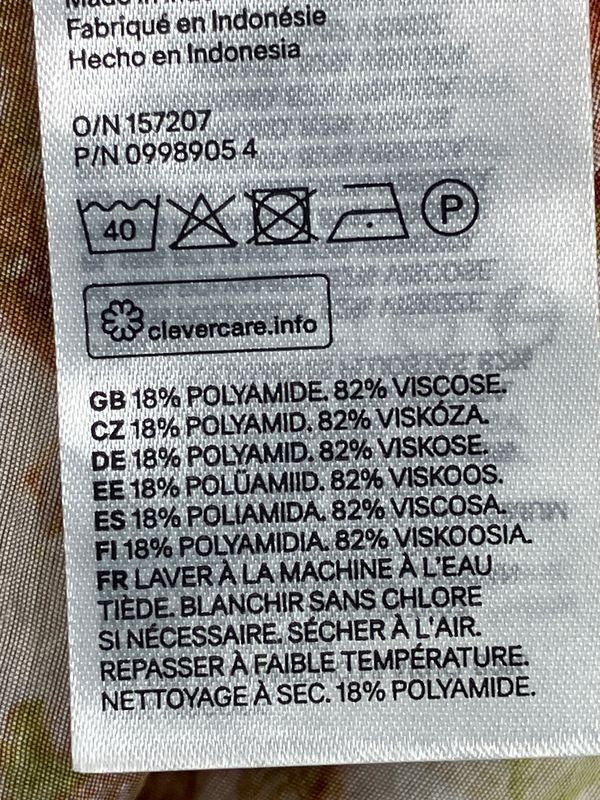 Fabriqué en Indonésie
Hecho en Indonesia
O/N 157207
P/N 0998905 4
40
P
clevercare.info
GB 18% POLYAMIDE. 82% VISCOSE.
CZ 18% POLYAMID. 82% VISKÓZA.
DE 18% POLYAMID. 82% VISKOSE.
EE 18% POLÜAMIID. 82% VISKOOS.
ES 18% POLIAMIDA. 82% VISCOSA.
FI 18% POLYAMIDIA. 82% VISKOOSIA.
FR LAVER À LA MACHINE À L'EAU
TIÈDE. BLANCHIR SANS CHLORE
SI NÉCESSAIRE. SÉCHER À L'AIR.
REPASSER À FAIBLE TEMPÉRATURE.
NETTOYAGE À SEC. 18% POLYAMIDE.